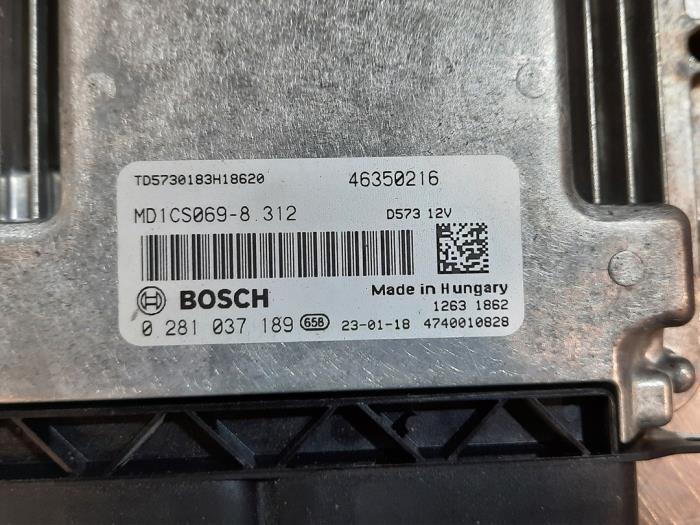 TD5730183H18620 46350216
MD1CS069-8.312 D573 12V
BOSCH Made in Hungary
1263 1862
0 281 037 189 658 23-01-18 4740010828